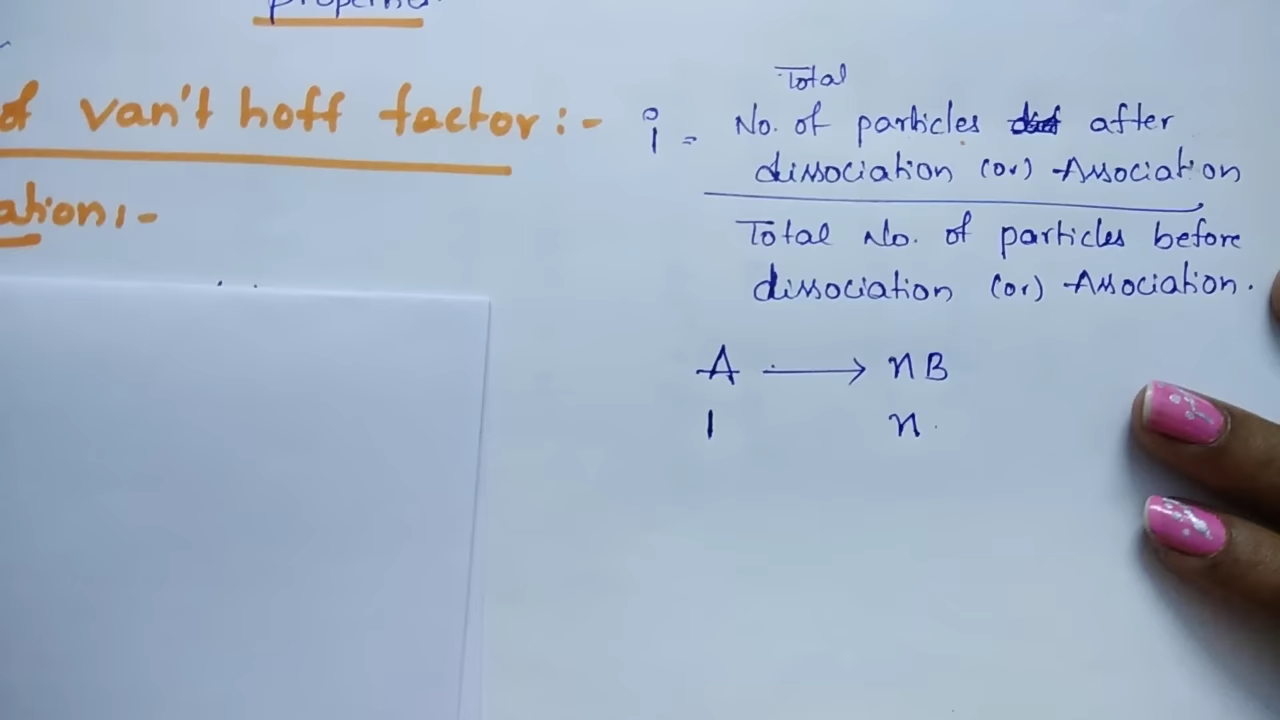 of van't hoff factor:-
ation:-
i =
Total
No. of particles after
dissociation (or) Association
Total No. of particles before
dissociation (or) Association.
A → nB
1 n